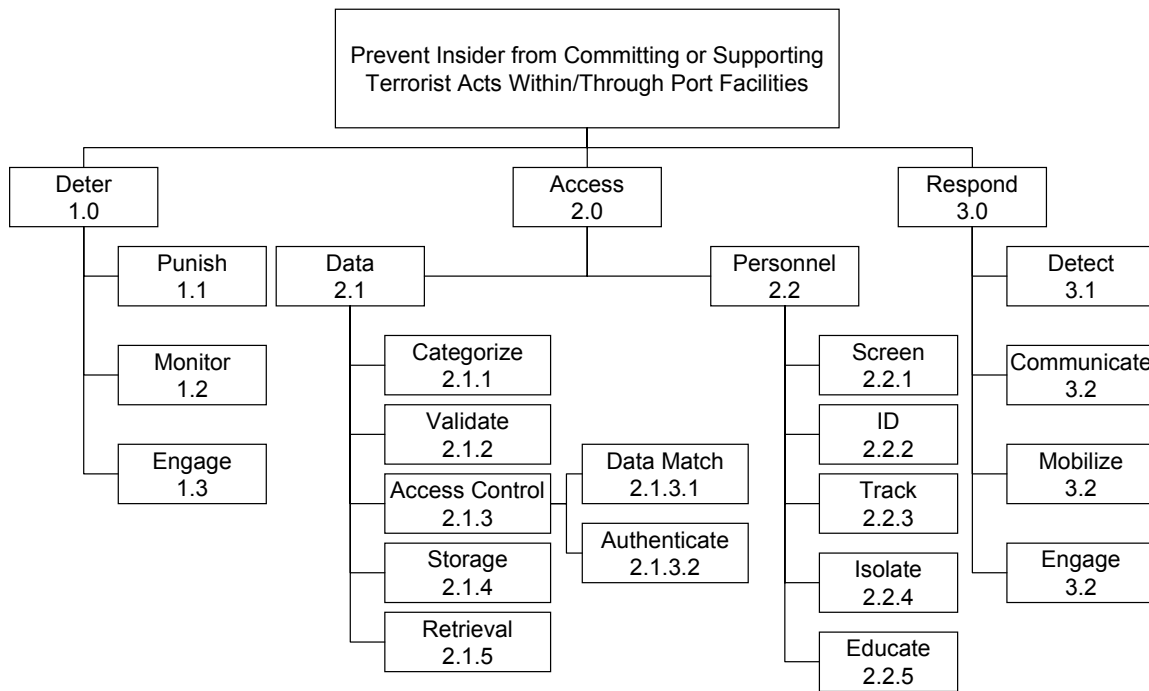 Prevent Insider from Committing or Supporting
Terrorist Acts Within/Through Port Facilities
Deter
1.0
Access
2.0
Respond
3.0
Punish
1.1
Monitor
1.2
Engage
1.3
Data
2.1
Categorize
2.1.1
Validate
2.1.2
Access Control
2.1.3
Data Match
2.1.3.1
Authenticate
2.1.3.2
Storage
2.1.4
Retrieval
2.1.5
Personnel
2.2
Screen
2.2.1
ID
2.2.2
Track
2.2.3
Isolate
2.2.4
Educate
2.2.5
Detect
3.1
Communicate
3.2
Mobilize
3.2
Engage
3.2